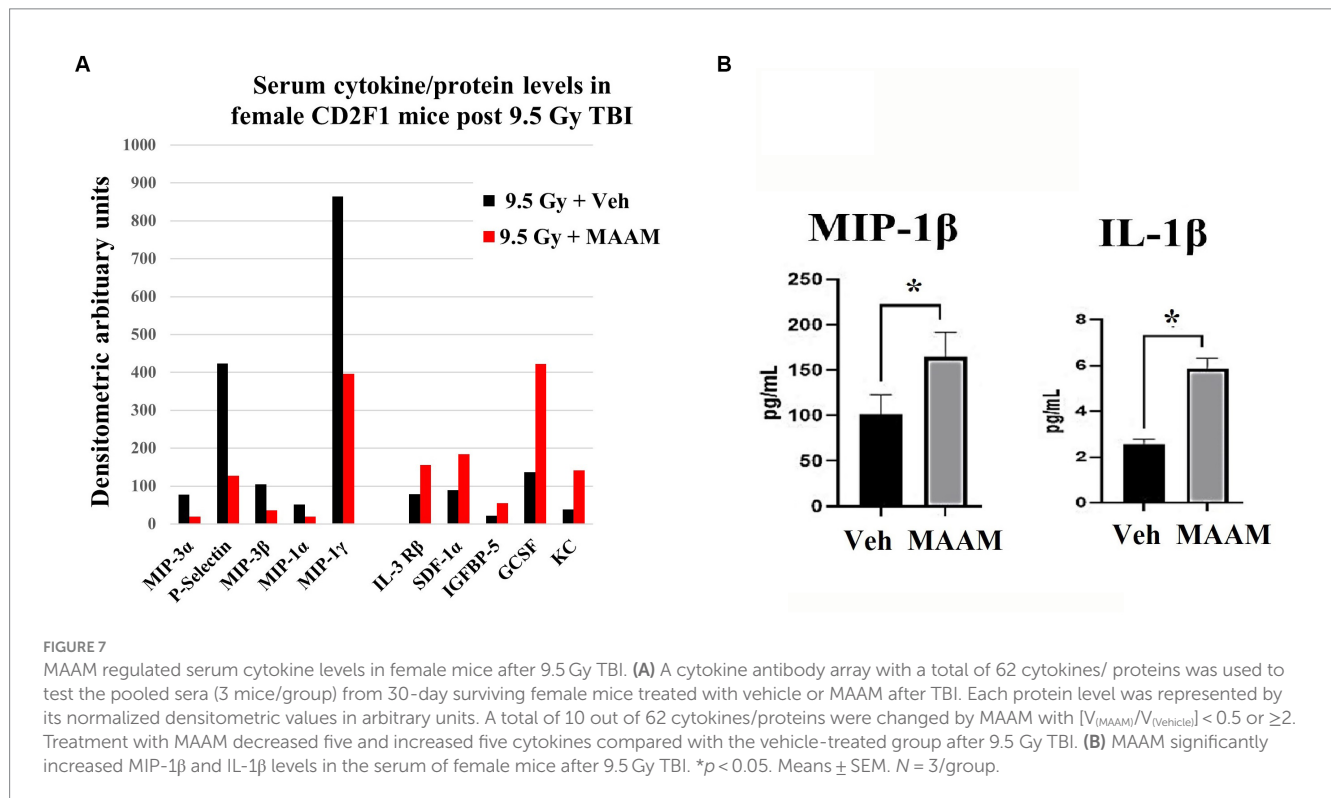 A
Serum cytokine/protein levels in
female CD2F1 mice post 9.5 Gy TBI
Densitometric arbituary units
1000
900
800
700
600
500
400
300
200
100
0
9.5 Gy + Veh
9.5 Gy + MAAM
MIP-3α
P-Selectin
MIP-3β
MIP-1α
MIP-1γ
IL-3 Rβ
SDF-1α
IGFBP-5
GCSF
KC
B
MIP-1β
pg/mL
250
200
150
100
50
0
*
Veh MAAM
IL-1β
pg/mL
8
6
4
2
0
*
Veh MAAM
FIGURE 7
MAAM regulated serum cytokine levels in female mice after 9.5 Gy TBI. (A) A cytokine antibody array with a total of 62 cytokines/ proteins was used to
test the pooled sera (3 mice/group) from 30-day surviving female mice treated with vehicle or MAAM after TBI. Each protein level was represented by
its normalized densitometric values in arbitrary units. A total of 10 out of 62 cytokines/proteins were changed by MAAM with [V(MAAM)/V(Vehicle)] < 0.5 or ≥2.
Treatment with MAAM decreased five and increased five cytokines compared with the vehicle-treated group after 9.5 Gy TBI. (B) MAAM significantly
increased MIP-1β and IL-1β levels in the serum of female mice after 9.5 Gy TBI. *p < 0.05. Means ± SEM. N = 3/group.